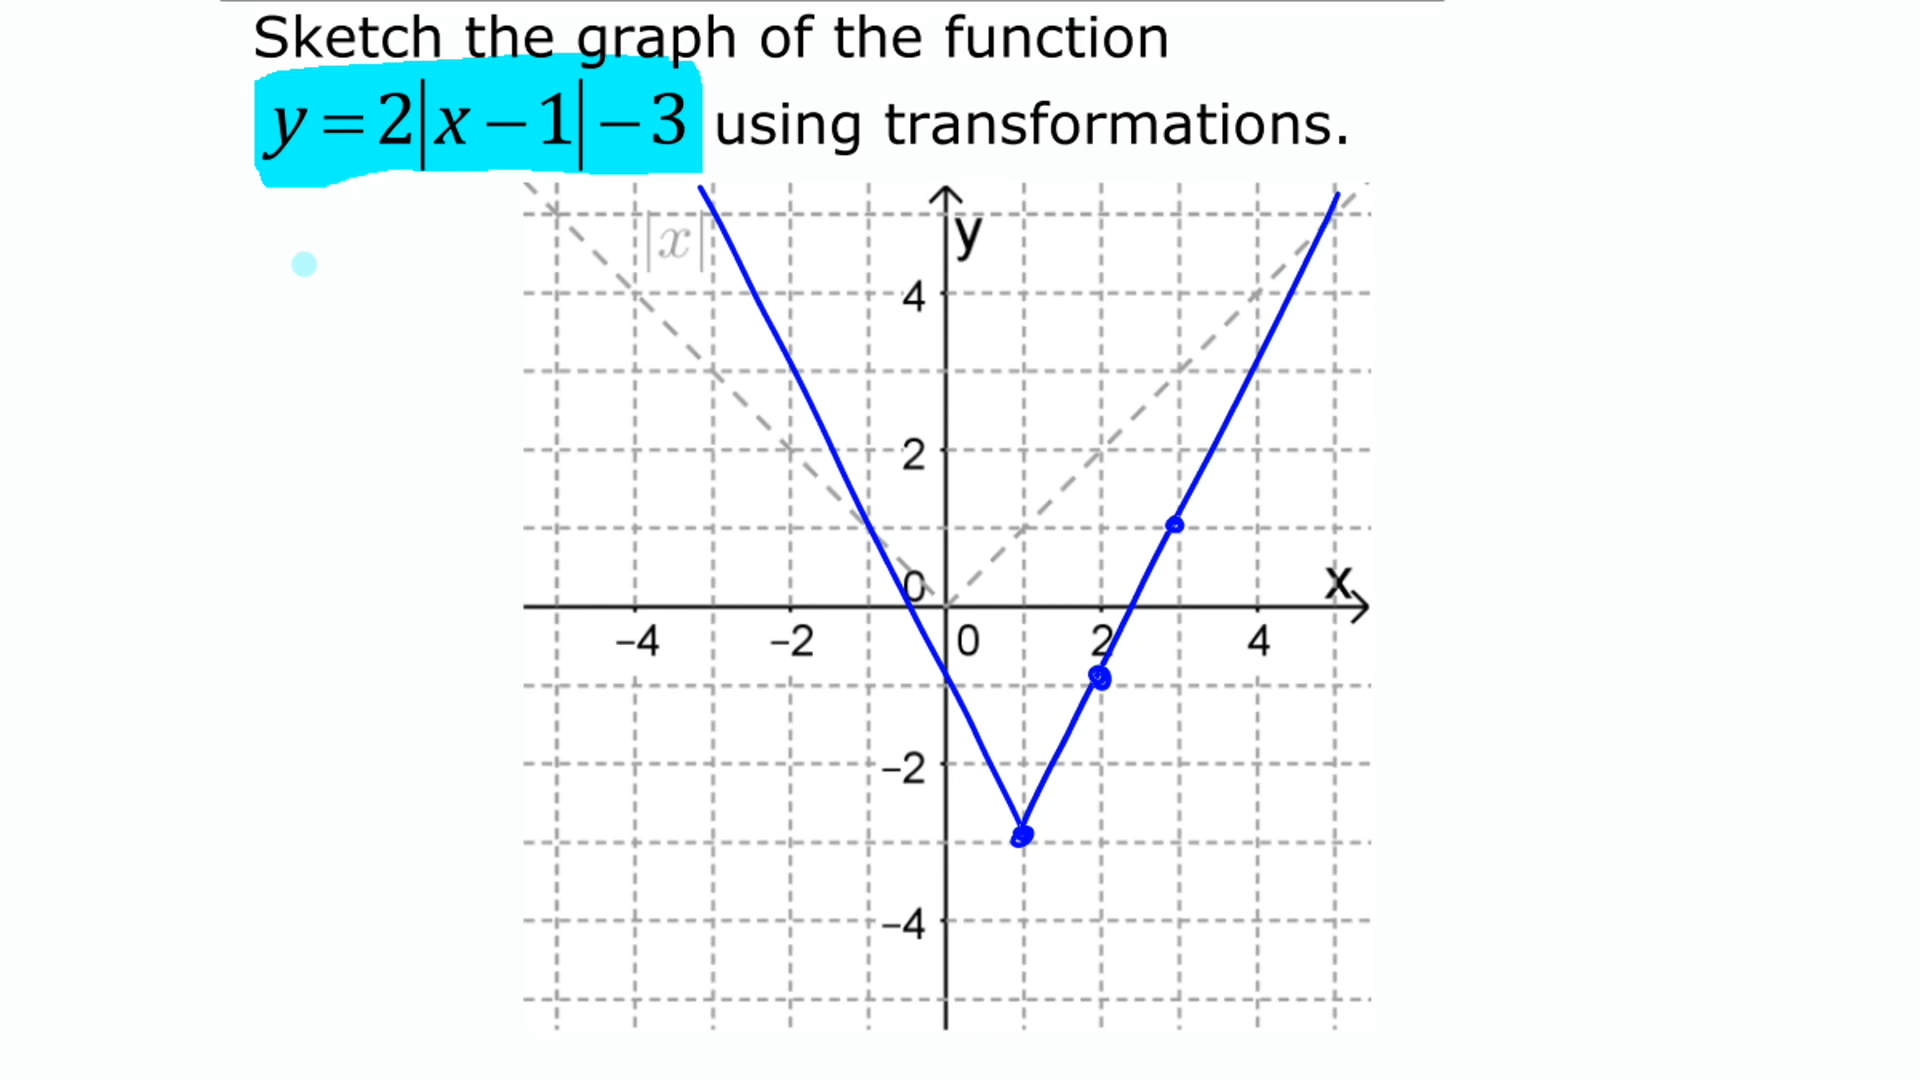 Sketch the graph of the function
y = 2|x − 1| − 3 using transformations.
|x|
y
4
2
0
x
−4 −2 0 2 4
−2
−4